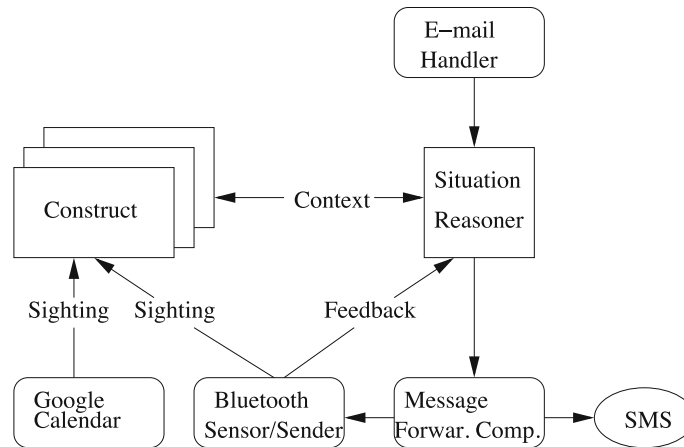 E-mail
Handler
Construct
Context
Situation
Reasoner
Sighting
Sighting
Feedback
Google
Calendar
Bluetooth
Sensor/Sender
Message
Forwar. Comp.
SMS